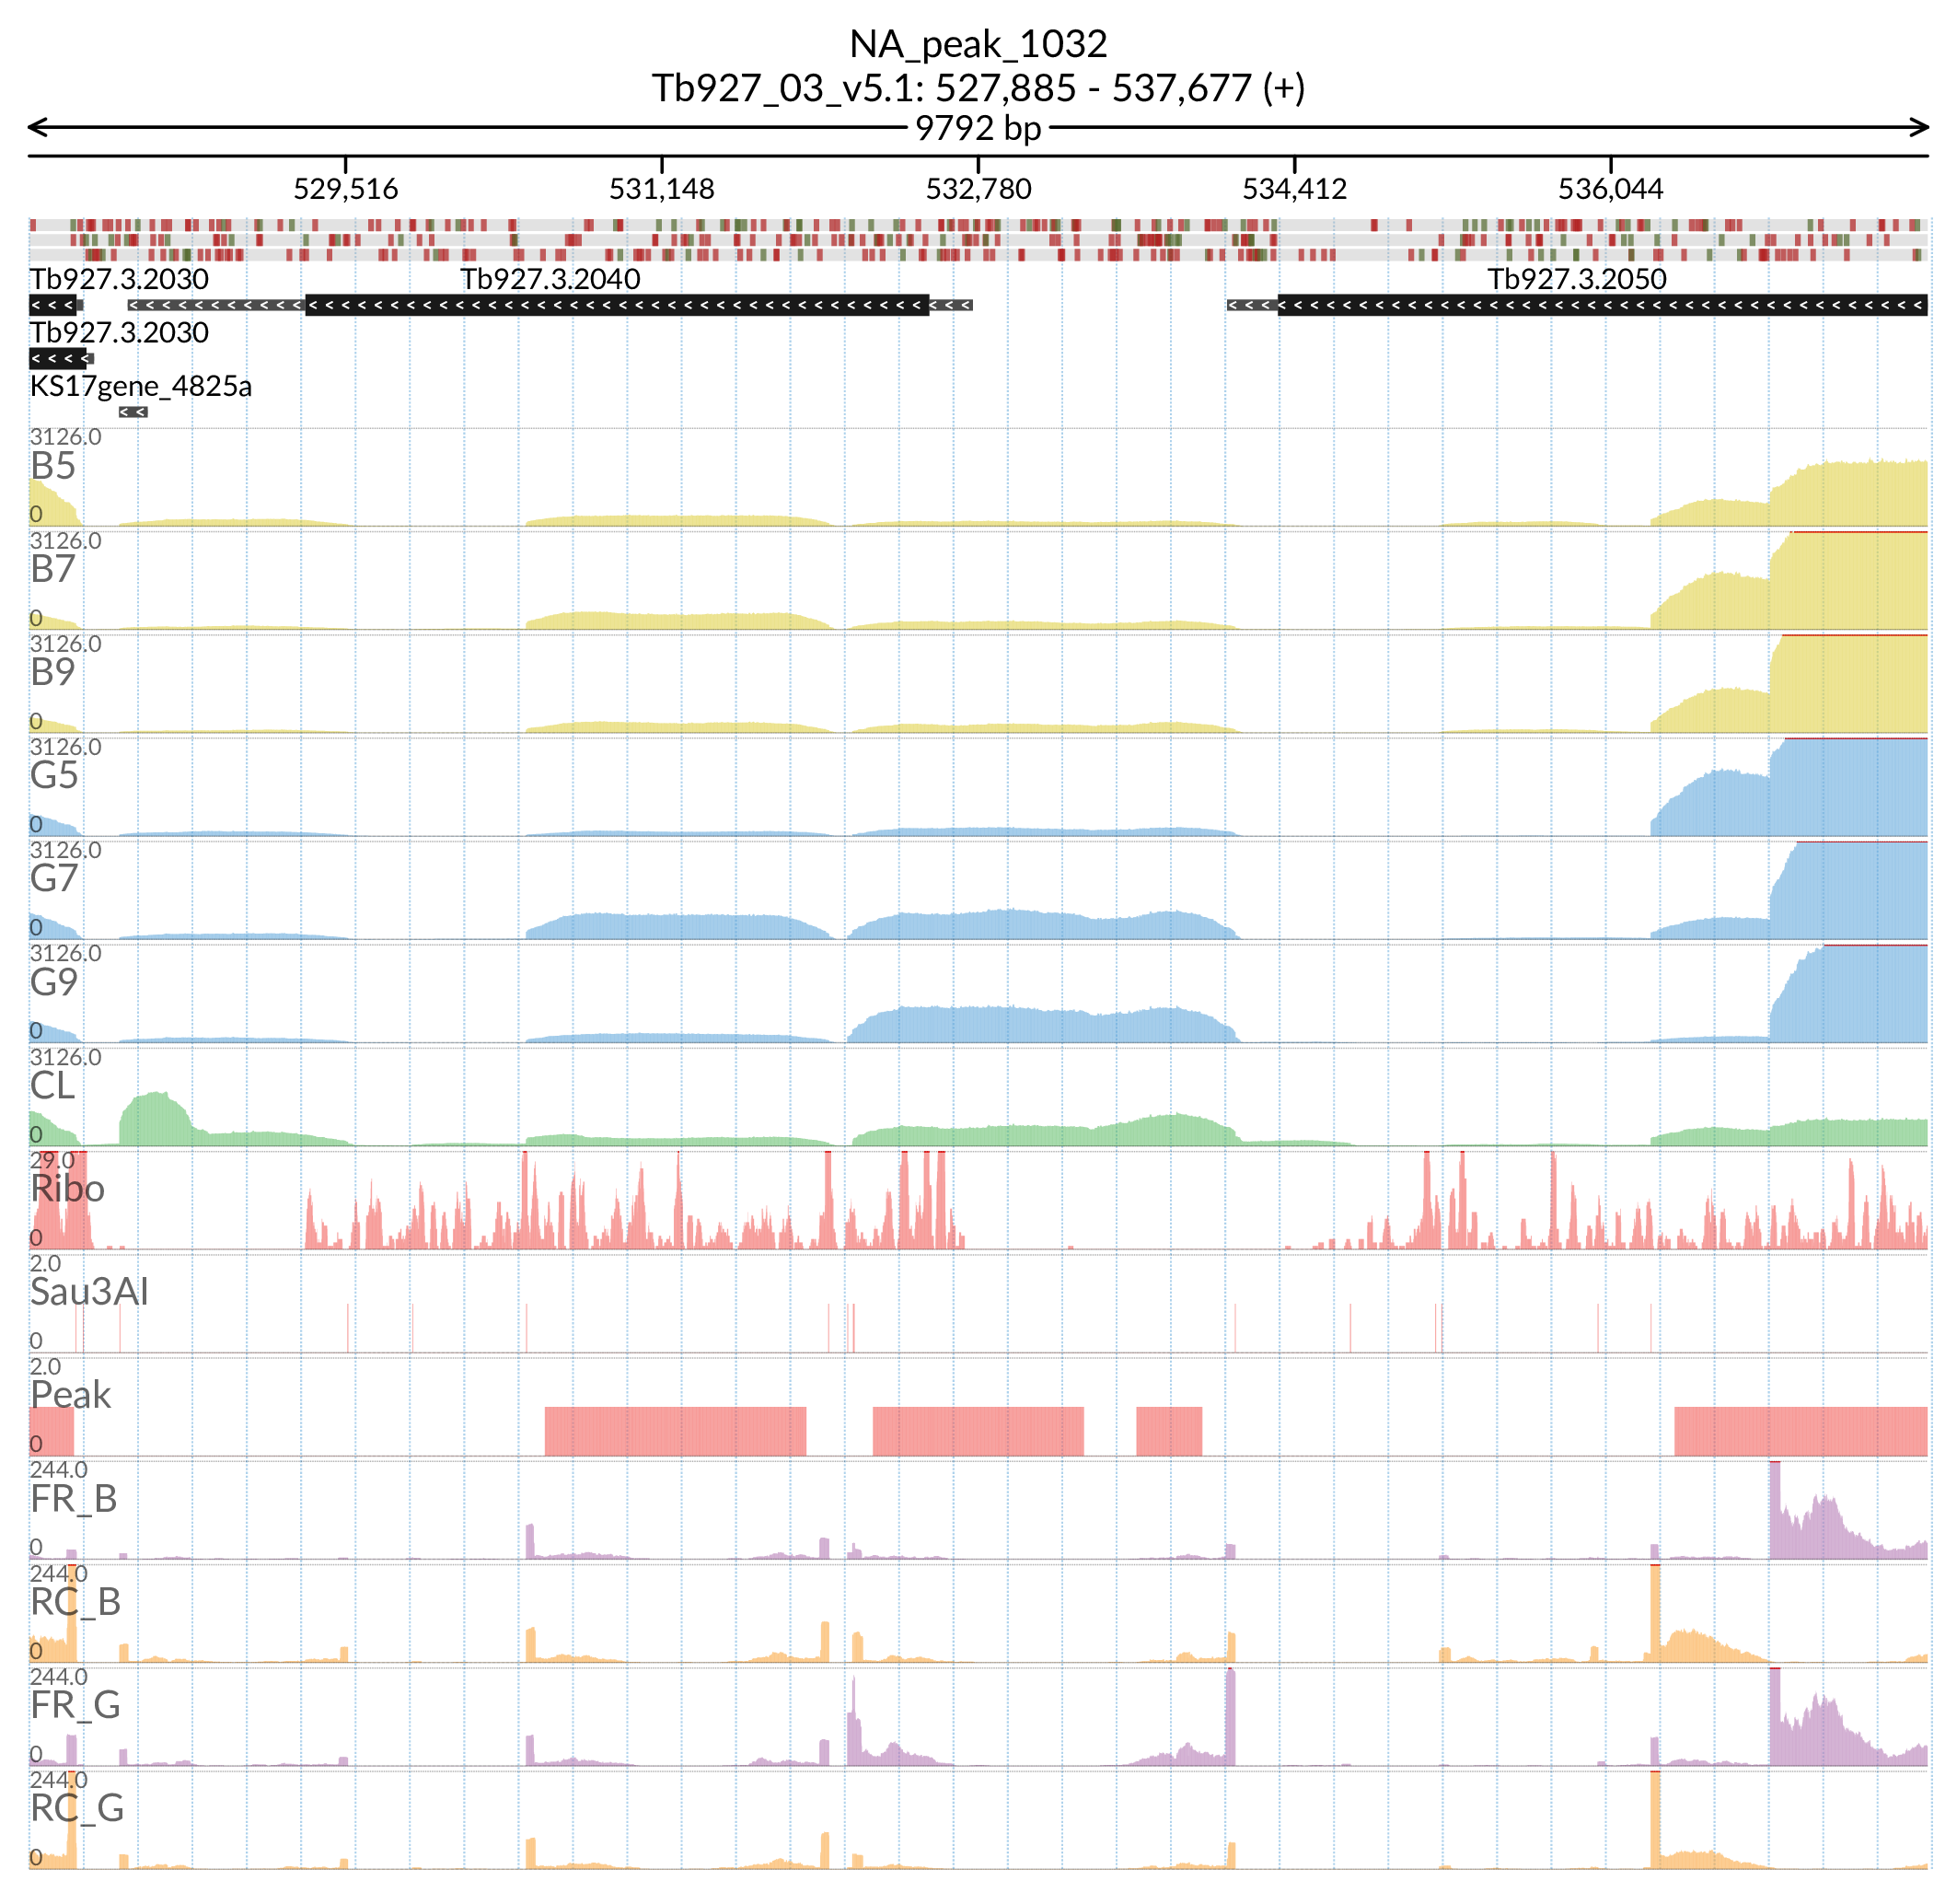 NA_peak_1032
Tb927_03_v5.1: 527,885 - 537,677 (+)
9792 bp
529,516 531,148 532,780 534,412 536,044
Tb927.3.2030 Tb927.3.2040 Tb927.3.2050
Tb927.3.2030
KS17gene_4825a
3126.0
B5
0
3126.0
B7
0
3126.0
B9
0
3126.0
G5
0
3126.0
G7
0
3126.0
G9
0
3126.0
CL
0
29.0
Ribo
0
2.0
Sau3AI
0
2.0
Peak
0
244.0
FR_B
0
244.0
RC_B
0
244.0
FR_G
0
244.0
RC_G
0